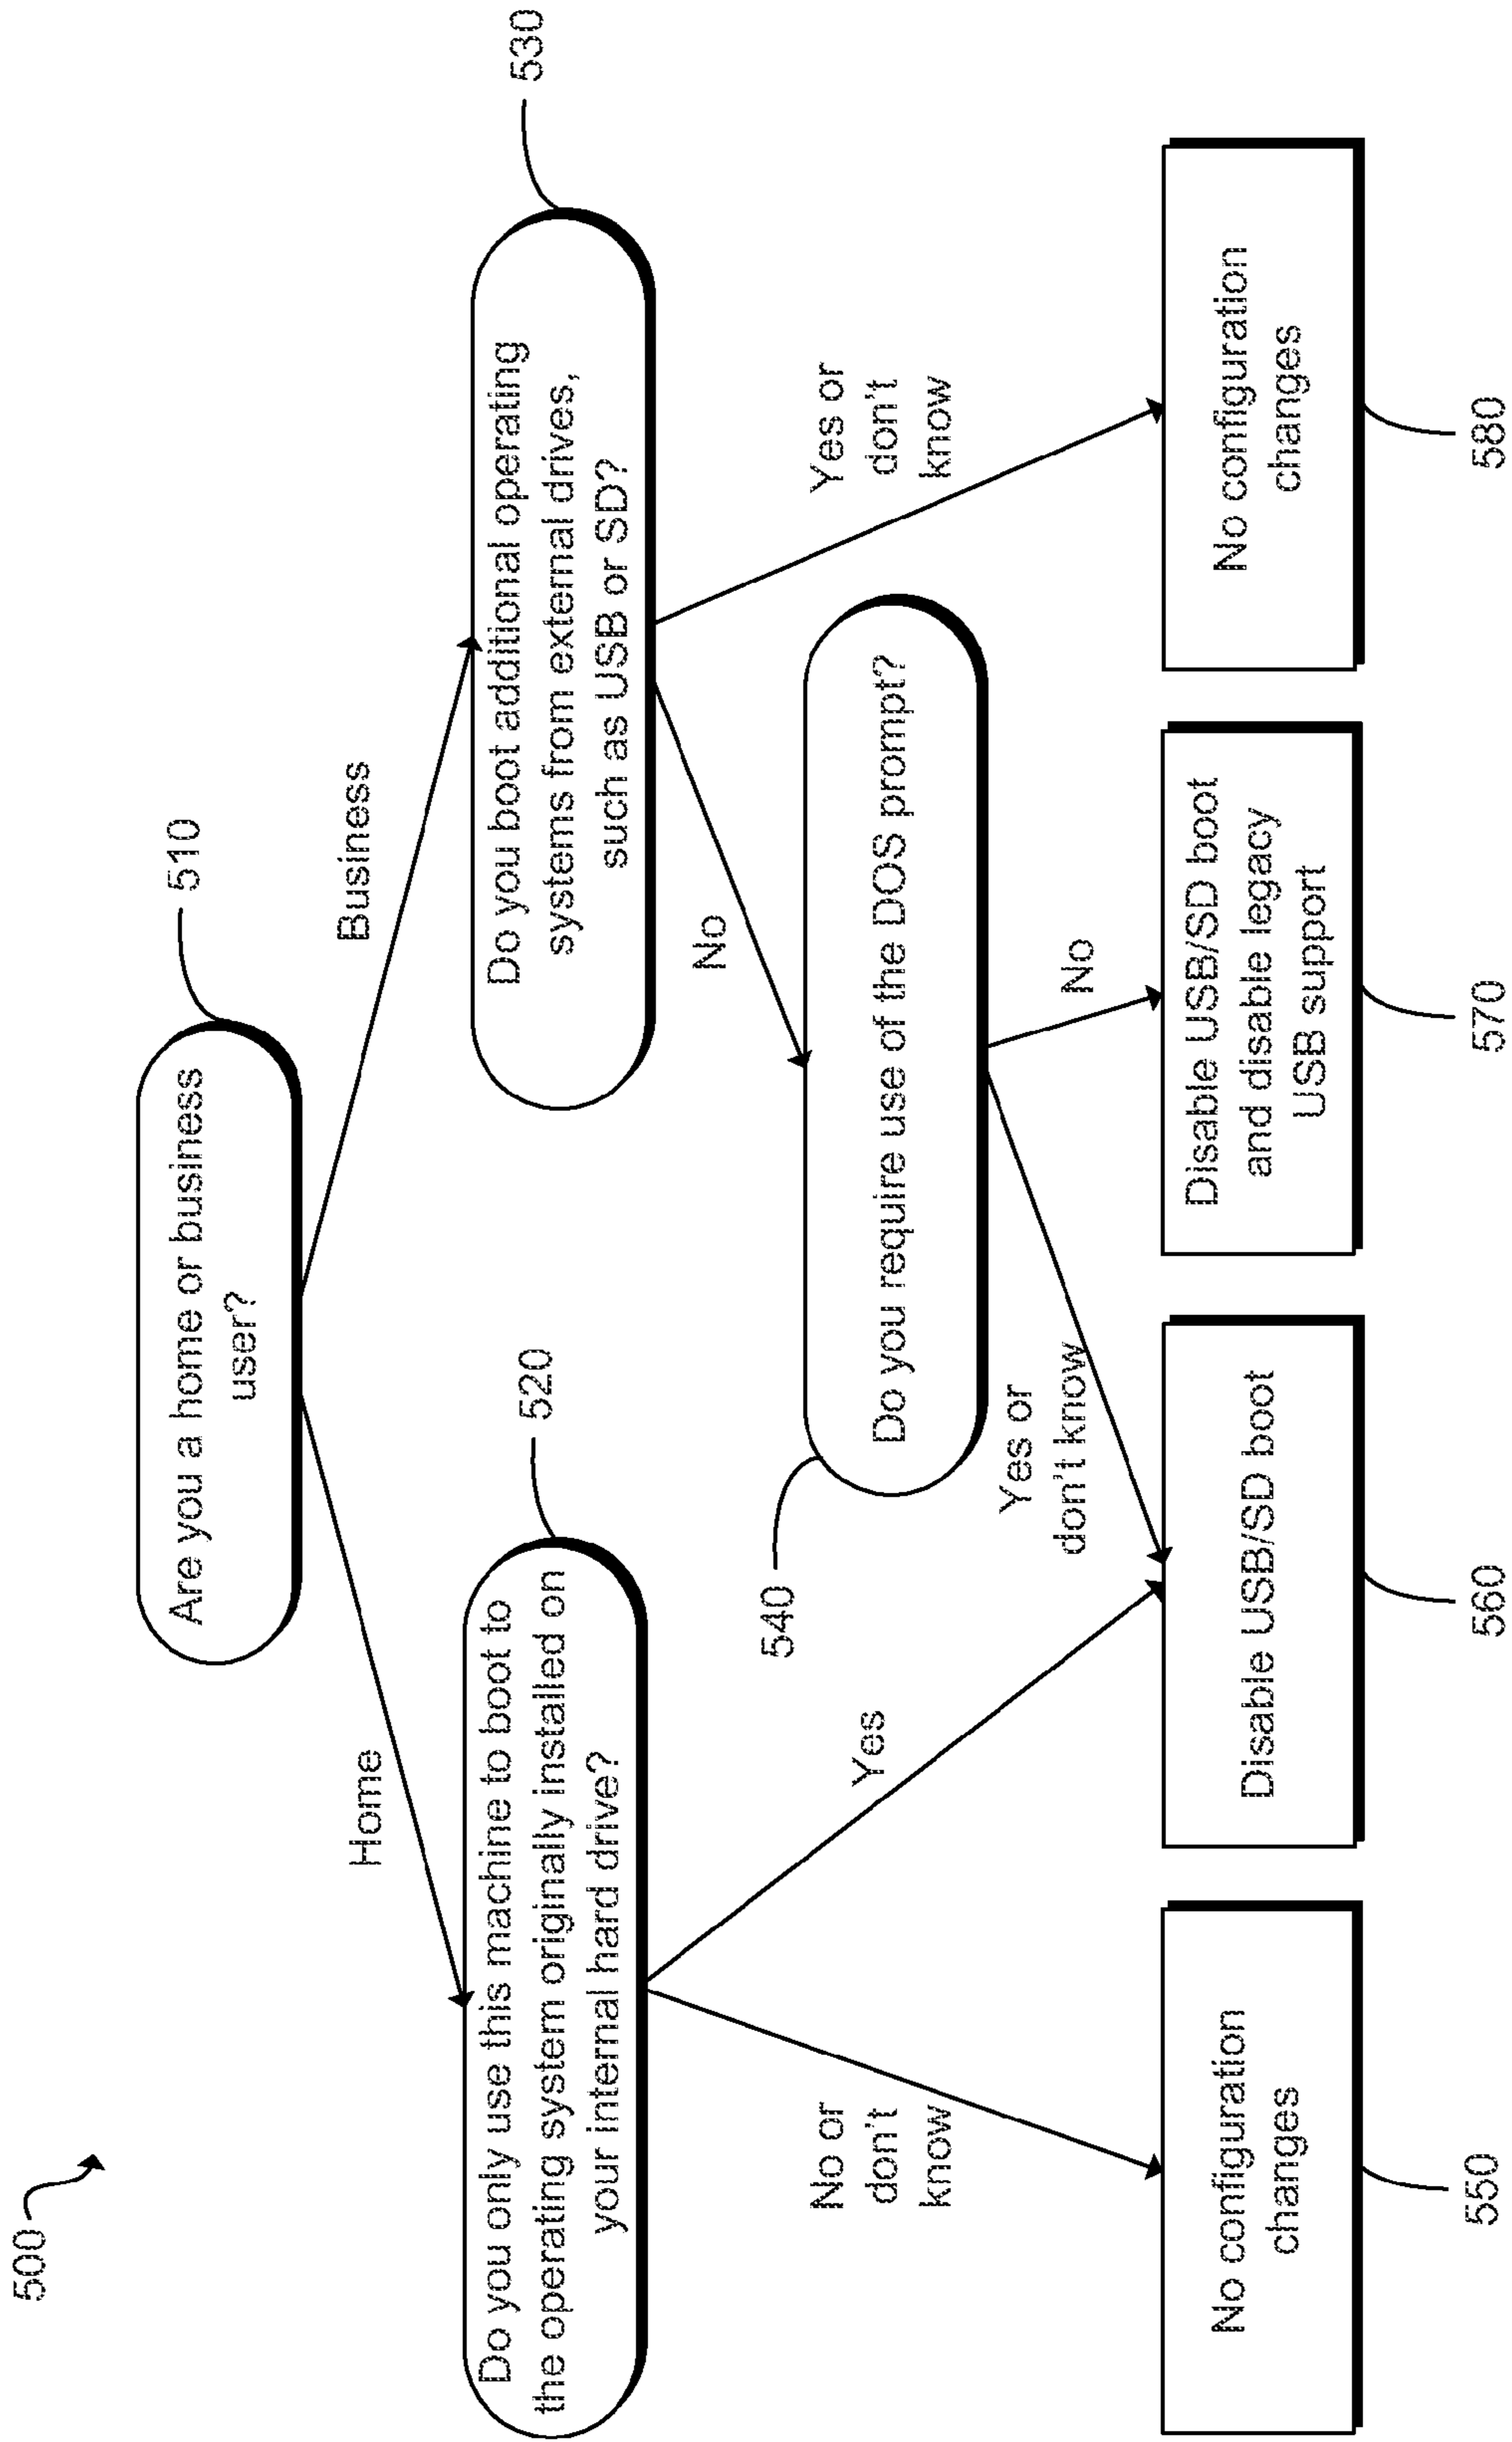 500
Are you a home or business
user?
510
Home
Business
Do you only use this machine to boot to
the operating system originally installed on
your internal hard drive?
520
Do you boot additional operating
systems from external drives,
such as USB or SD?
530
No
Yes or
don't
know
540
Do you require use of the DOS prompt?
No or
don't
know
Yes
Yes or
don't know
No
No configuration
changes
550
Disable USB/SD boot
560
Disable USB/SD boot
and disable legacy
USB support
570
No configuration
changes
580